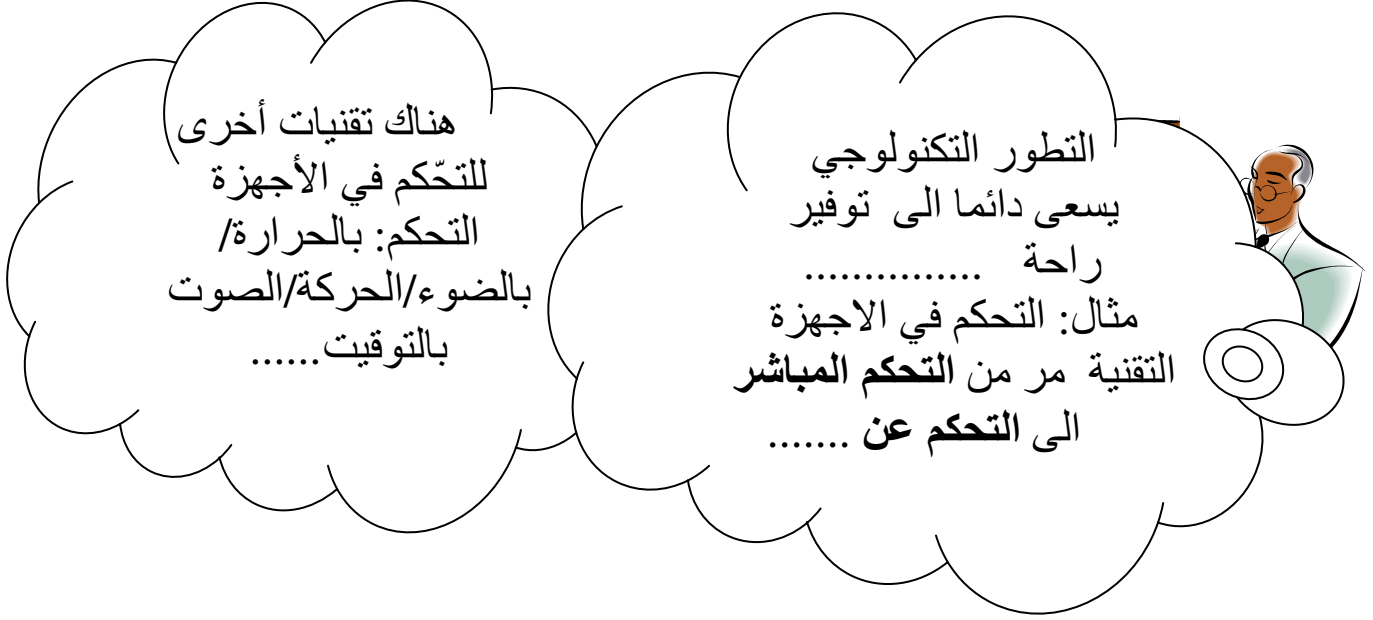 التطور التكنولوجي
يسعى دائما الى توفير
راحة ...............
مثال: التحكم في الاجهزة
التقنية مر من التحكم المباشر
الى التحكم عن .......
هناك تقنيات أخرى
للتحّكم في الأجهزة
التحكم: بالحرارة/
بالضوء/الحركة/الصوت
بالتوقيت......